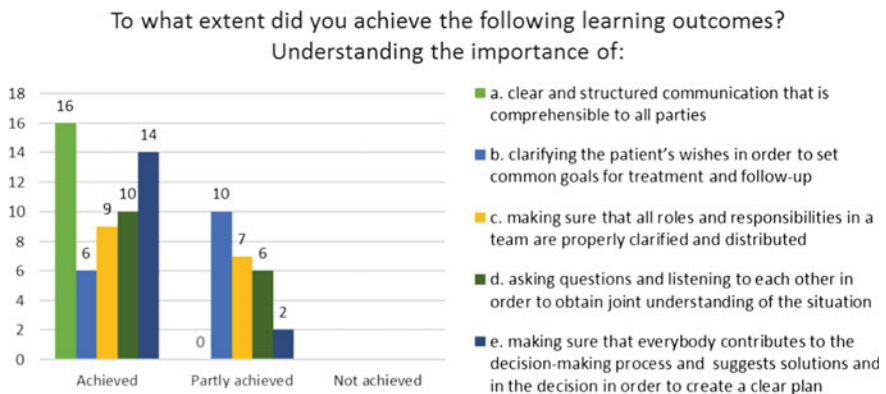 To what extent did you achieve the following learning outcomes?
Understanding the importance of:
18
16
14
12
10
8
6
4
2
0
16
6
9
10
14
0
10
7
6
2
Achieved
Partly achieved
Not achieved
a. clear and structured communication that is
comprehensible to all parties
b. clarifying the patient's wishes in order to set
common goals for treatment and follow-up
c. making sure that all roles and responsibilities in a
team are properly clarified and distributed
d. asking questions and listening to each other in
order to obtain joint understanding of the situation
e. making sure that everybody contributes to the
decision-making process and suggests solutions and
in the decision in order to create a clear plan